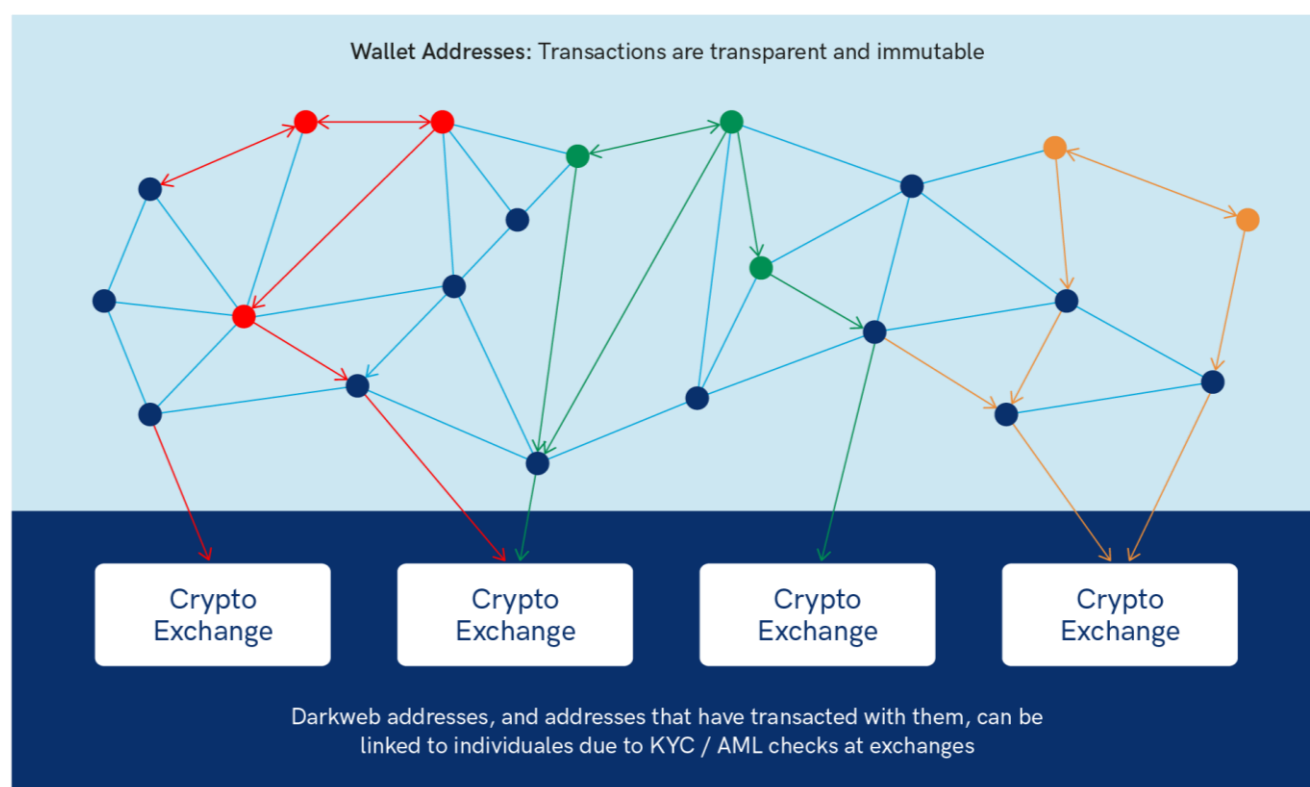 Wallet Addresses: Transactions are transparent and immutable
Crypto
Exchange
Crypto
Exchange
Crypto
Exchange
Crypto
Exchange
Darkweb addresses, and addresses that have transacted with them, can be
linked to individuales due to KYC / AML checks at exchanges